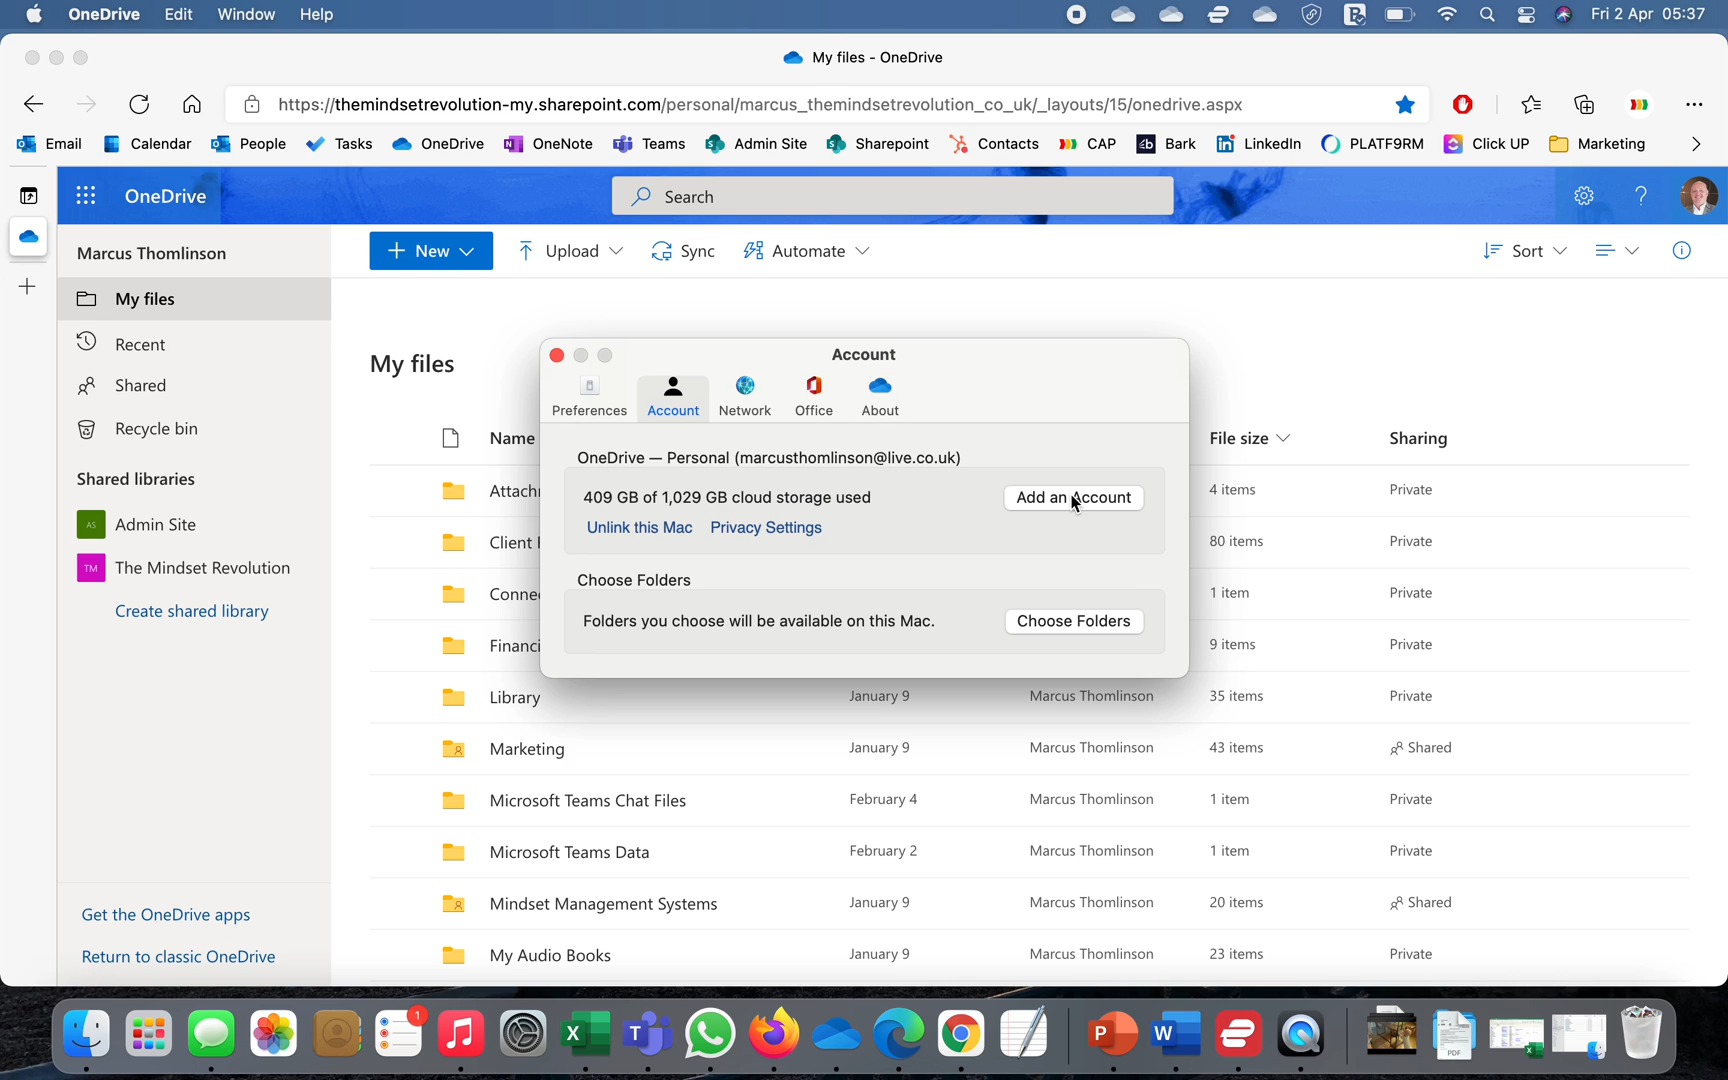 OneDrive Edit Window Help Fri 2 Apr 05:37
My files - OneDrive
https://themindsetrevolution-my.sharepoint.com/personal/marcus_themindsetrevolution_co_uk/_layouts/15/onedrive.aspx
Email Calendar People Tasks OneDrive OneNote Teams Admin Site Sharepoint Contacts CAP Bark LinkedIn PLATF9RM Click UP Marketing
OneDrive Search
Marcus Thomlinson
New Upload Sync Automate Sort
My files
Recent
Shared
Recycle bin
Shared libraries
AS Admin Site
TM The Mindset Revolution
Create shared library
Get the OneDrive apps
Return to classic OneDrive
My files
Name File size Sharing
Attach 4 items Private
Client 80 items Private
Conne 1 item Private
Financi 9 items Private
Library January 9 Marcus Thomlinson 35 items Private
Marketing January 9 Marcus Thomlinson 43 items Shared
Microsoft Teams Chat Files February 4 Marcus Thomlinson 1 item Private
Microsoft Teams Data February 2 Marcus Thomlinson 1 item Private
Mindset Management Systems January 9 Marcus Thomlinson 20 items Shared
My Audio Books January 9 Marcus Thomlinson 23 items Private
Account
Preferences Account Network Office About
OneDrive — Personal (marcusthomlinson@live.co.uk)
409 GB of 1,029 GB cloud storage used Add an Account
Unlink this Mac Privacy Settings
Choose Folders
Folders you choose will be available on this Mac. Choose Folders
1
PDF